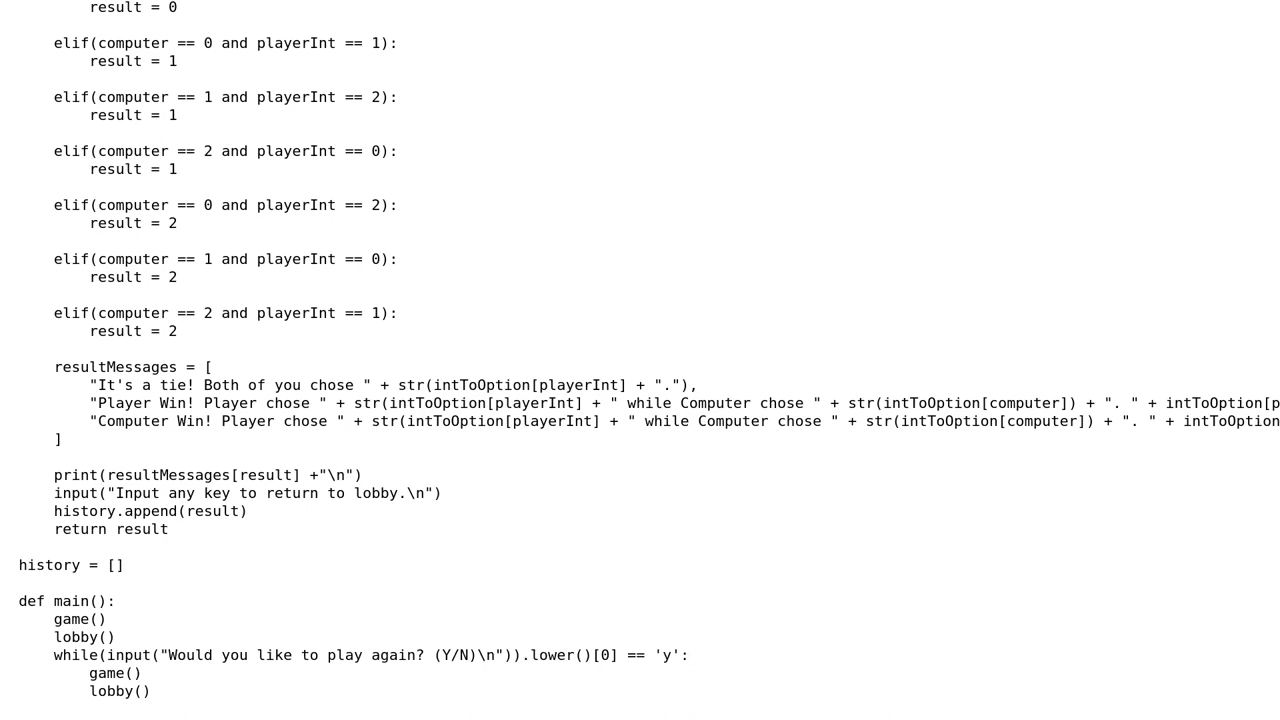 result = 0
elif(computer == 0 and playerInt == 1):
result = 1
elif(computer == 1 and playerInt == 2):
result = 1
elif(computer == 2 and playerInt == 0):
result = 1
elif(computer == 0 and playerInt == 2):
result = 2
elif(computer == 1 and playerInt == 0):
result = 2
elif(computer == 2 and playerInt == 1):
result = 2
resultMessages = [
"It's a tie! Both of you chose " + str(intToOption[playerInt] + "."),
"Player Win! Player chose " + str(intToOption[playerInt] + " while Computer chose " + str(intToOption[computer]) + ". " + intToOption[p
"Computer Win! Player chose " + str(intToOption[playerInt] + " while Computer chose " + str(intToOption[computer]) + ". " + intToOption
]
print(resultMessages[result] +"\n")
input("Input any key to return to lobby.\n")
history.append(result)
return result
history = []
def main():
game()
lobby()
while(input("Would you like to play again? (Y/N)\n")).lower()[0] == 'y':
game()
lobby()